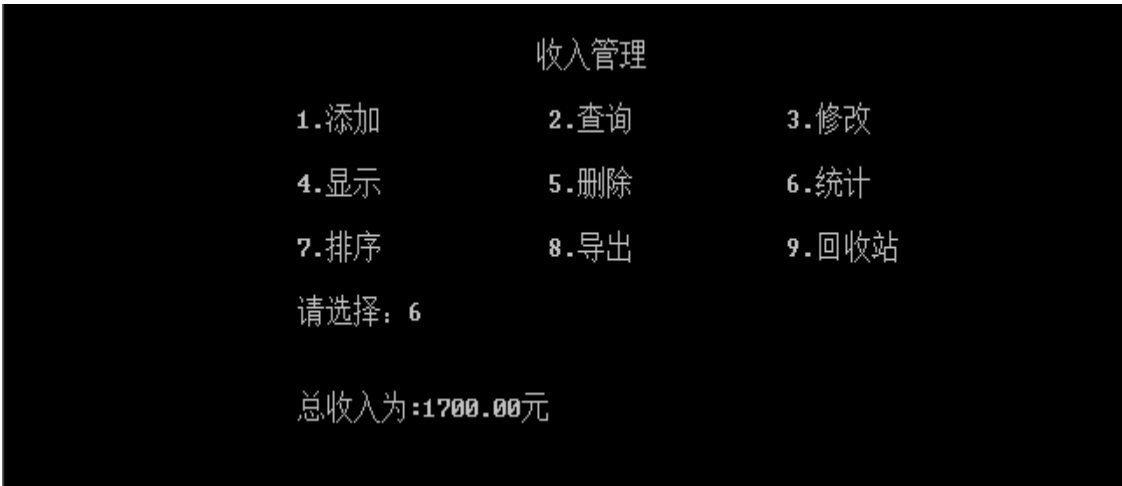 收入管理
1.添加 2.查询 3.修改
4.显示 5.删除 6.统计
7.排序 8.导出 9.回收站
请选择：6
总收入为:1700.00元